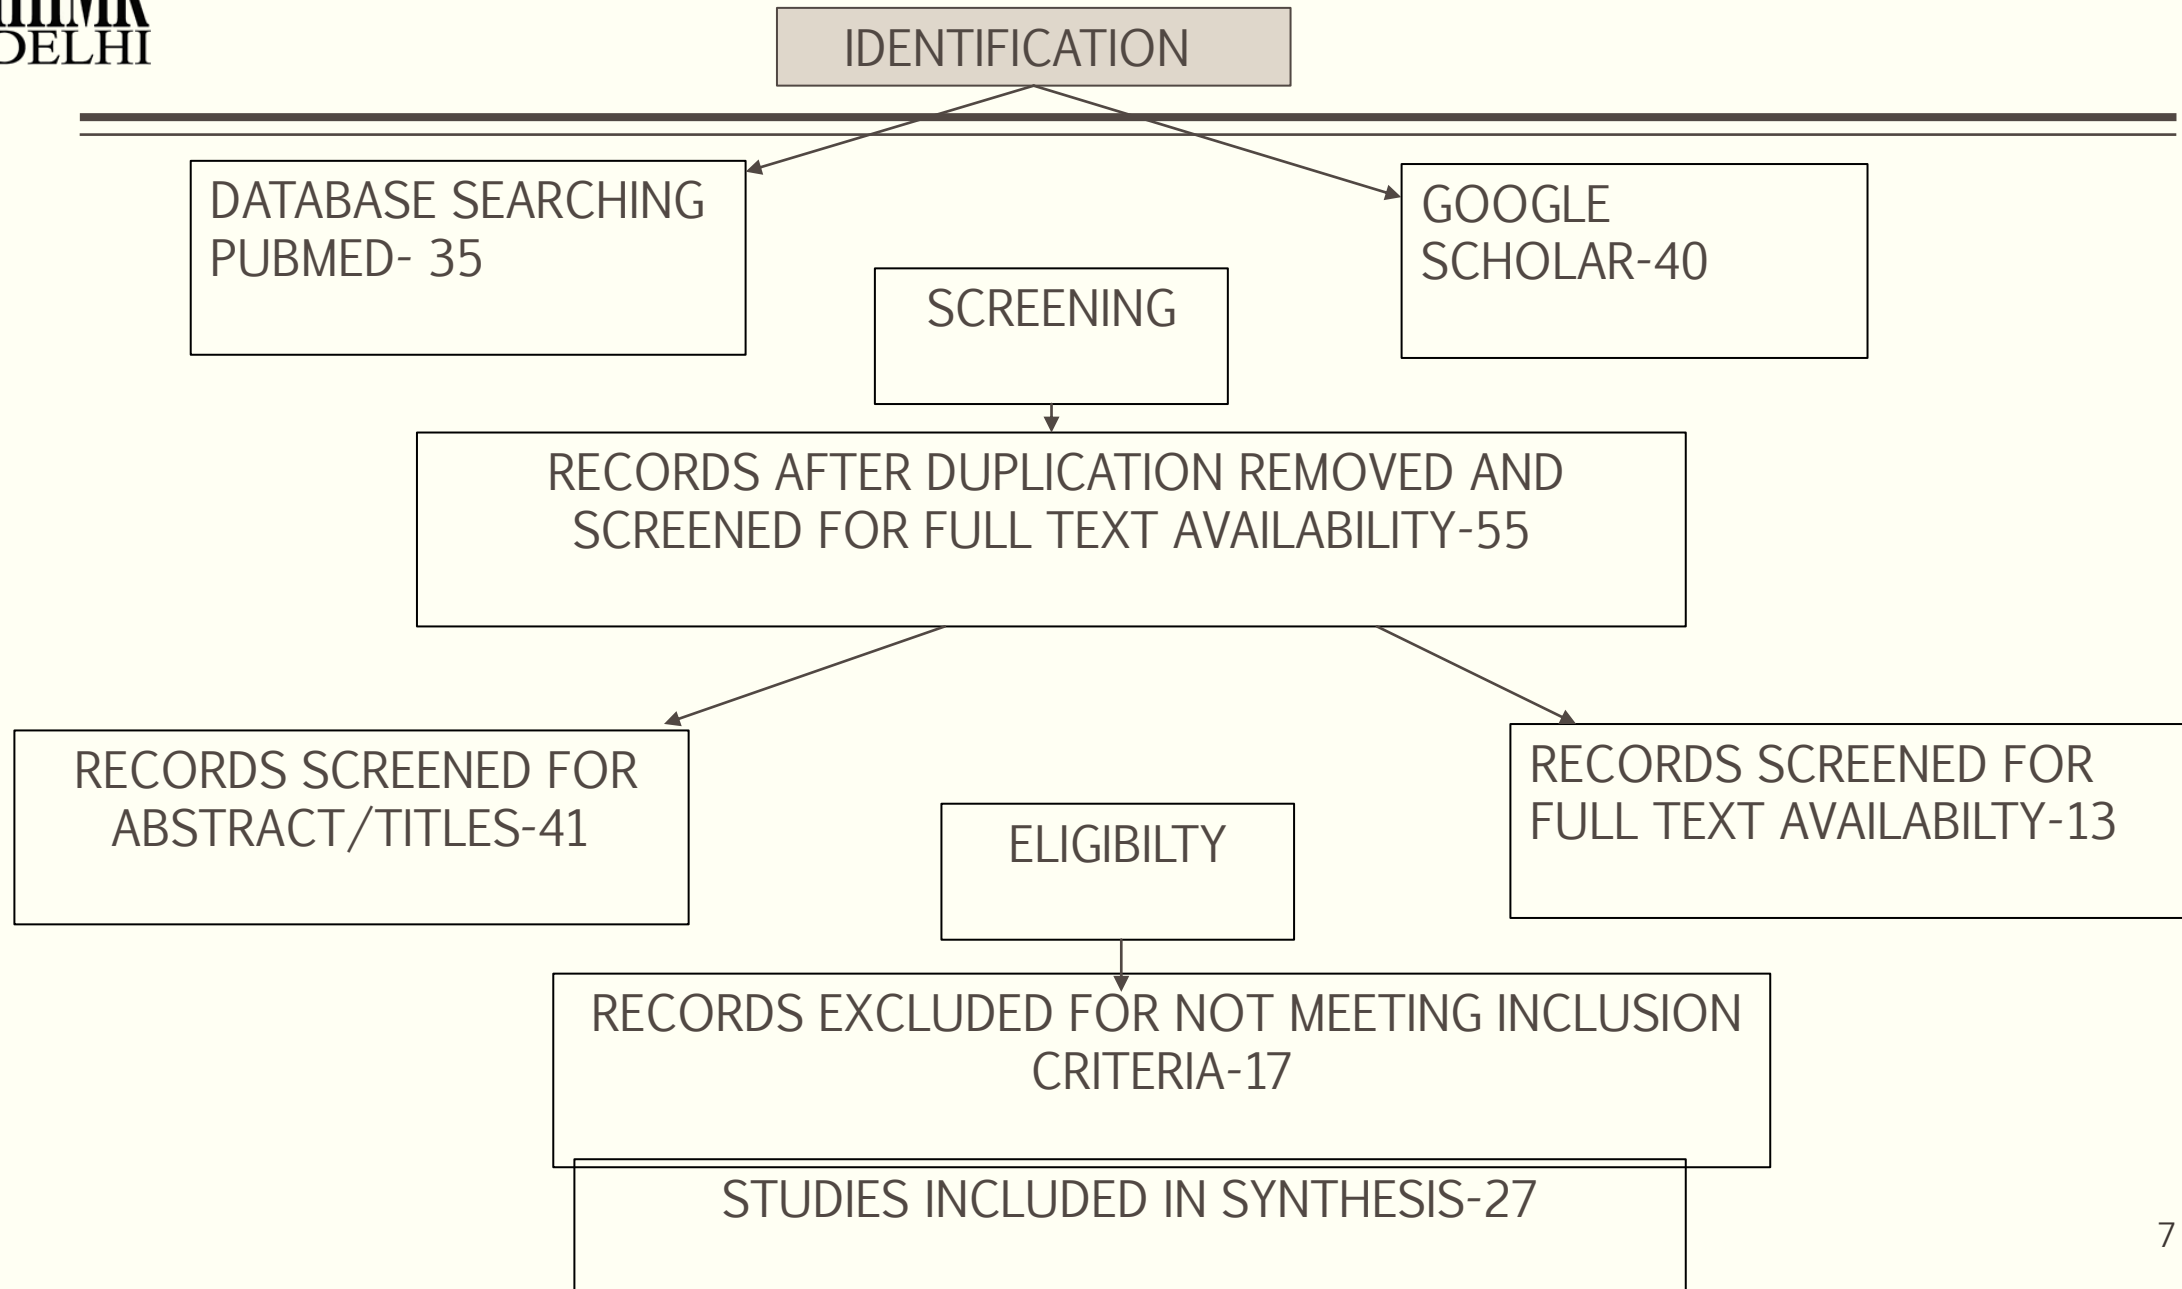 DELHI
IDENTIFICATION
DATABASE SEARCHING
PUBMED- 35
GOOGLE
SCHOLAR-40
SCREENING
RECORDS AFTER DUPLICATION REMOVED AND
SCREENED FOR FULL TEXT AVAILABILITY-55
RECORDS SCREENED FOR
ABSTRACT/TITLES-41
RECORDS SCREENED FOR
FULL TEXT AVAILABILTY-13
ELIGIBILTY
RECORDS EXCLUDED FOR NOT MEETING INCLUSION
CRITERIA-17
STUDIES INCLUDED IN SYNTHESIS-27
7